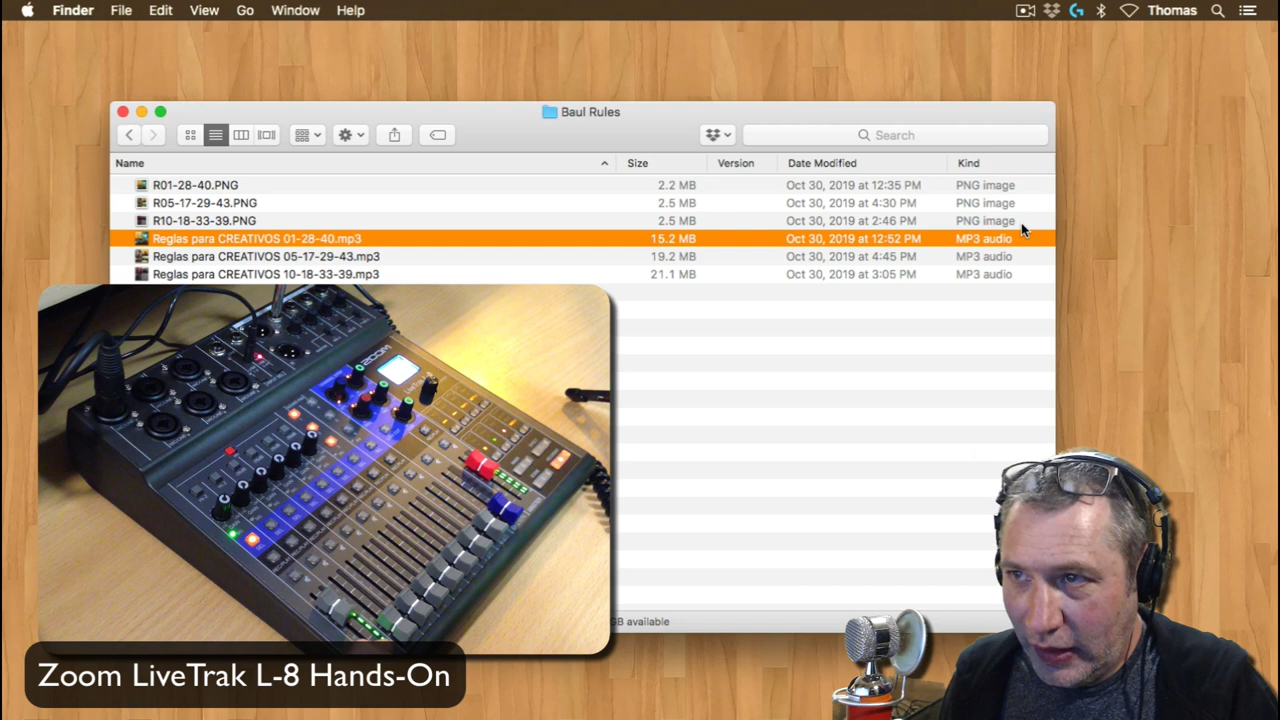 Finder File Edit View Go Window Help Thomas
Baul Rules
Search
Name Size Version Date Modified Kind
R01-28-40.PNG 2.2 MB Oct 30, 2019 at 12:35 PM PNG image
R05-17-29-43.PNG 2.5 MB Oct 30, 2019 at 4:30 PM PNG image
R10-18-33-39.PNG 2.5 MB Oct 30, 2019 at 2:46 PM PNG image
Reglas para CREATIVOS 01-28-40.mp3 15.2 MB Oct 30, 2019 at 12:52 PM MP3 audio
Reglas para CREATIVOS 05-17-29-43.mp3 19.2 MB Oct 30, 2019 at 4:45 PM MP3 audio
Reglas para CREATIVOS 10-18-33-39.mp3 21.1 MB Oct 30, 2019 at 3:05 PM MP3 audio
ZOOM
LiveTrak
GB available
Zoom LiveTrak L-8 Hands-On